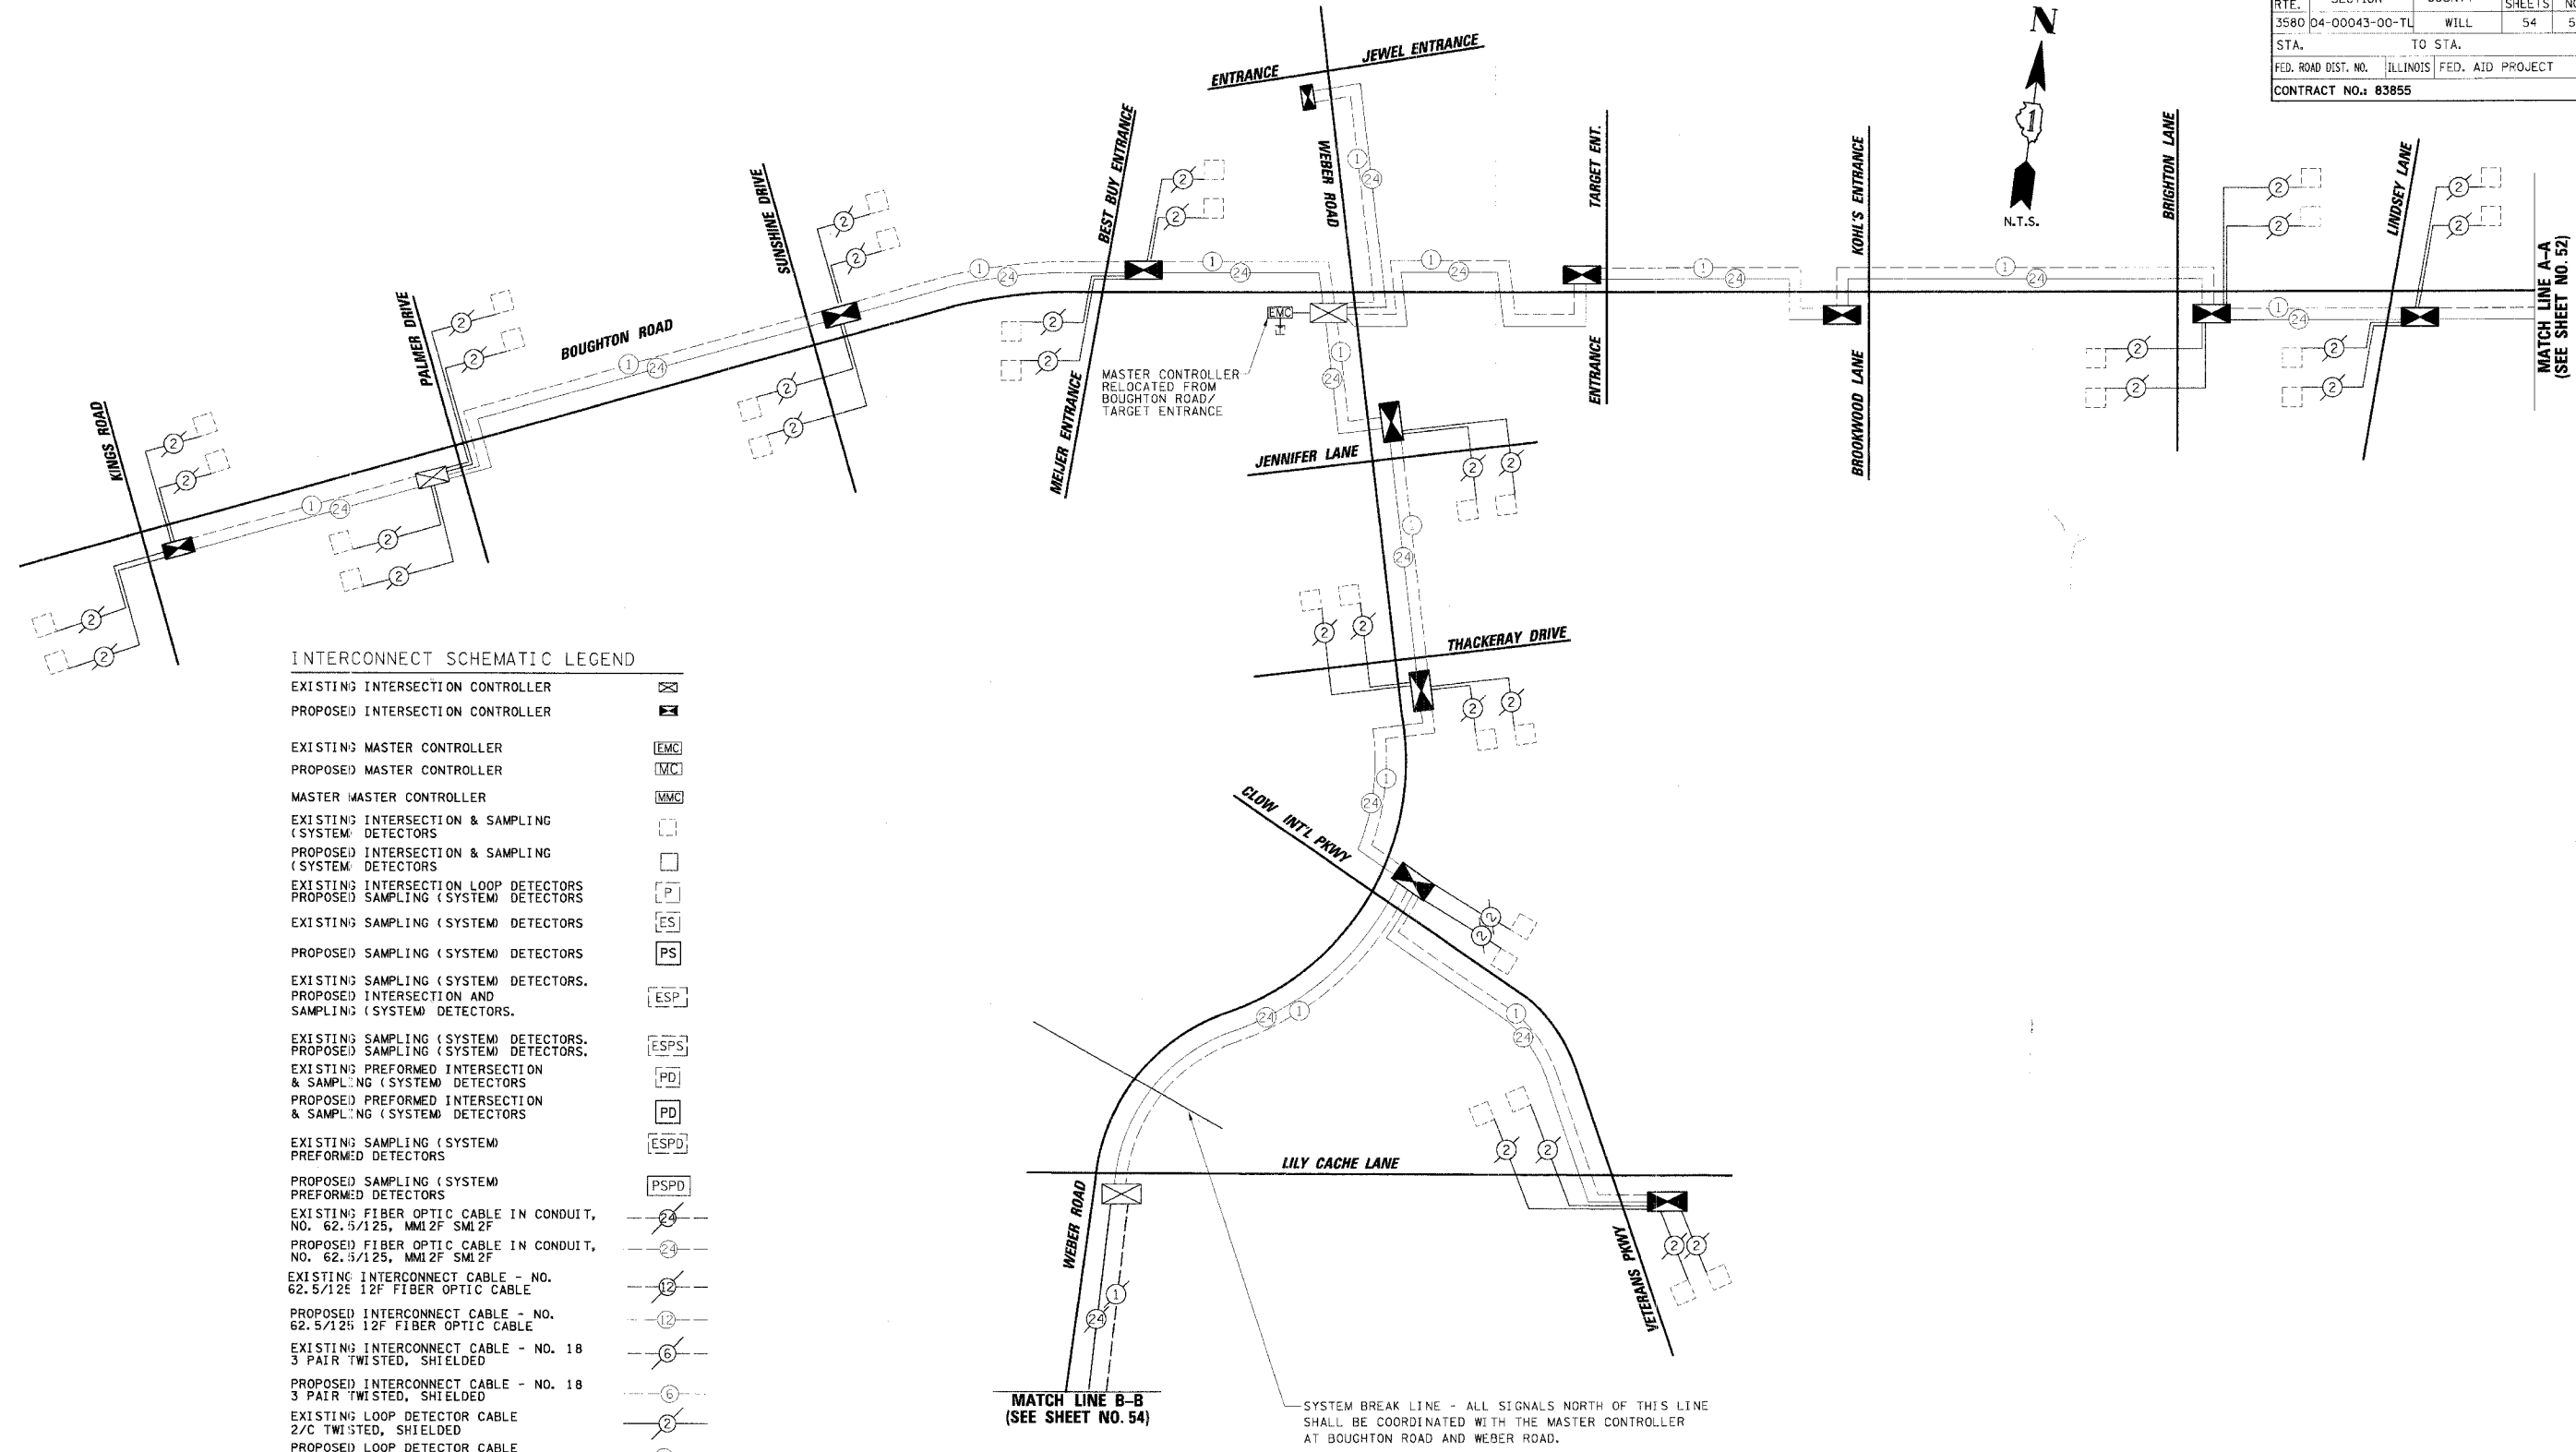 RTE. SECTION COUNTY SHEETS
3580 04-00043-00-TL WILL 54 5
STA. TO STA.
FED. ROAD DIST. NO. ILLINOIS FED. AID PROJECT
CONTRACT NO.: 83855
N
1
N.T.S.
ENTRANCE
JEWEL ENTRANCE
WEBER ROAD
BEST BUY ENTRANCE
MEIJER ENTRANCE
TARGET ENT.
ENTRANCE
KOHL'S ENTRANCE
BROOKWOOD LANE
BRIGHTON LANE
LINDSEY LANE
MATCH LINE A-A
(SEE SHEET NO. 52)
SUNSHINE DRIVE
PALMER DRIVE
KINGS ROAD
BOUGHTON ROAD
EMC
MASTER CONTROLLER
RELOCATED FROM
BOUGHTON ROAD/
TARGET ENTRANCE
JENNIFER LANE
THACKERAY DRIVE
CLOW INT'L PKWY
LILY CACHE LANE
WEBER ROAD
VETERANS PKWY
MATCH LINE B-B
(SEE SHEET NO. 54)
SYSTEM BREAK LINE - ALL SIGNALS NORTH OF THIS LINE
SHALL BE COORDINATED WITH THE MASTER CONTROLLER
AT BOUGHTON ROAD AND WEBER ROAD.
INTERCONNECT SCHEMATIC LEGEND
EXISTING INTERSECTION CONTROLLER
PROPOSED INTERSECTION CONTROLLER
EXISTING MASTER CONTROLLER EMC
PROPOSED MASTER CONTROLLER MC
MASTER MASTER CONTROLLER MMC
EXISTING INTERSECTION & SAMPLING
(SYSTEM) DETECTORS
PROPOSED INTERSECTION & SAMPLING
(SYSTEM) DETECTORS
EXISTING INTERSECTION LOOP DETECTORS
PROPOSED SAMPLING (SYSTEM) DETECTORS P
EXISTING SAMPLING (SYSTEM) DETECTORS ES
PROPOSED SAMPLING (SYSTEM) DETECTORS PS
EXISTING SAMPLING (SYSTEM) DETECTORS.
PROPOSED INTERSECTION AND ESP
SAMPLING (SYSTEM) DETECTORS.
EXISTING SAMPLING (SYSTEM) DETECTORS.
PROPOSED SAMPLING (SYSTEM) DETECTORS. ESPS
EXISTING PREFORMED INTERSECTION
& SAMPLING (SYSTEM) DETECTORS PD
PROPOSED PREFORMED INTERSECTION
& SAMPLING (SYSTEM) DETECTORS PD
EXISTING SAMPLING (SYSTEM)
PREFORMED DETECTORS ESPD
PROPOSED SAMPLING (SYSTEM)
PREFORMED DETECTORS PSPD
EXISTING FIBER OPTIC CABLE IN CONDUIT,
NO. 62.5/125, MM12F SM12F 24
PROPOSED FIBER OPTIC CABLE IN CONDUIT,
NO. 62.5/125, MM12F SM12F 24
EXISTING INTERCONNECT CABLE - NO.
62.5/125 12F FIBER OPTIC CABLE 12
PROPOSED INTERCONNECT CABLE - NO.
62.5/125 12F FIBER OPTIC CABLE 12
EXISTING INTERCONNECT CABLE - NO. 18
3 PAIR TWISTED, SHIELDED 6
PROPOSED INTERCONNECT CABLE - NO. 18
3 PAIR TWISTED, SHIELDED 6
EXISTING LOOP DETECTOR CABLE
2/C TWISTED, SHIELDED 2
PROPOSED LOOP DETECTOR CABLE